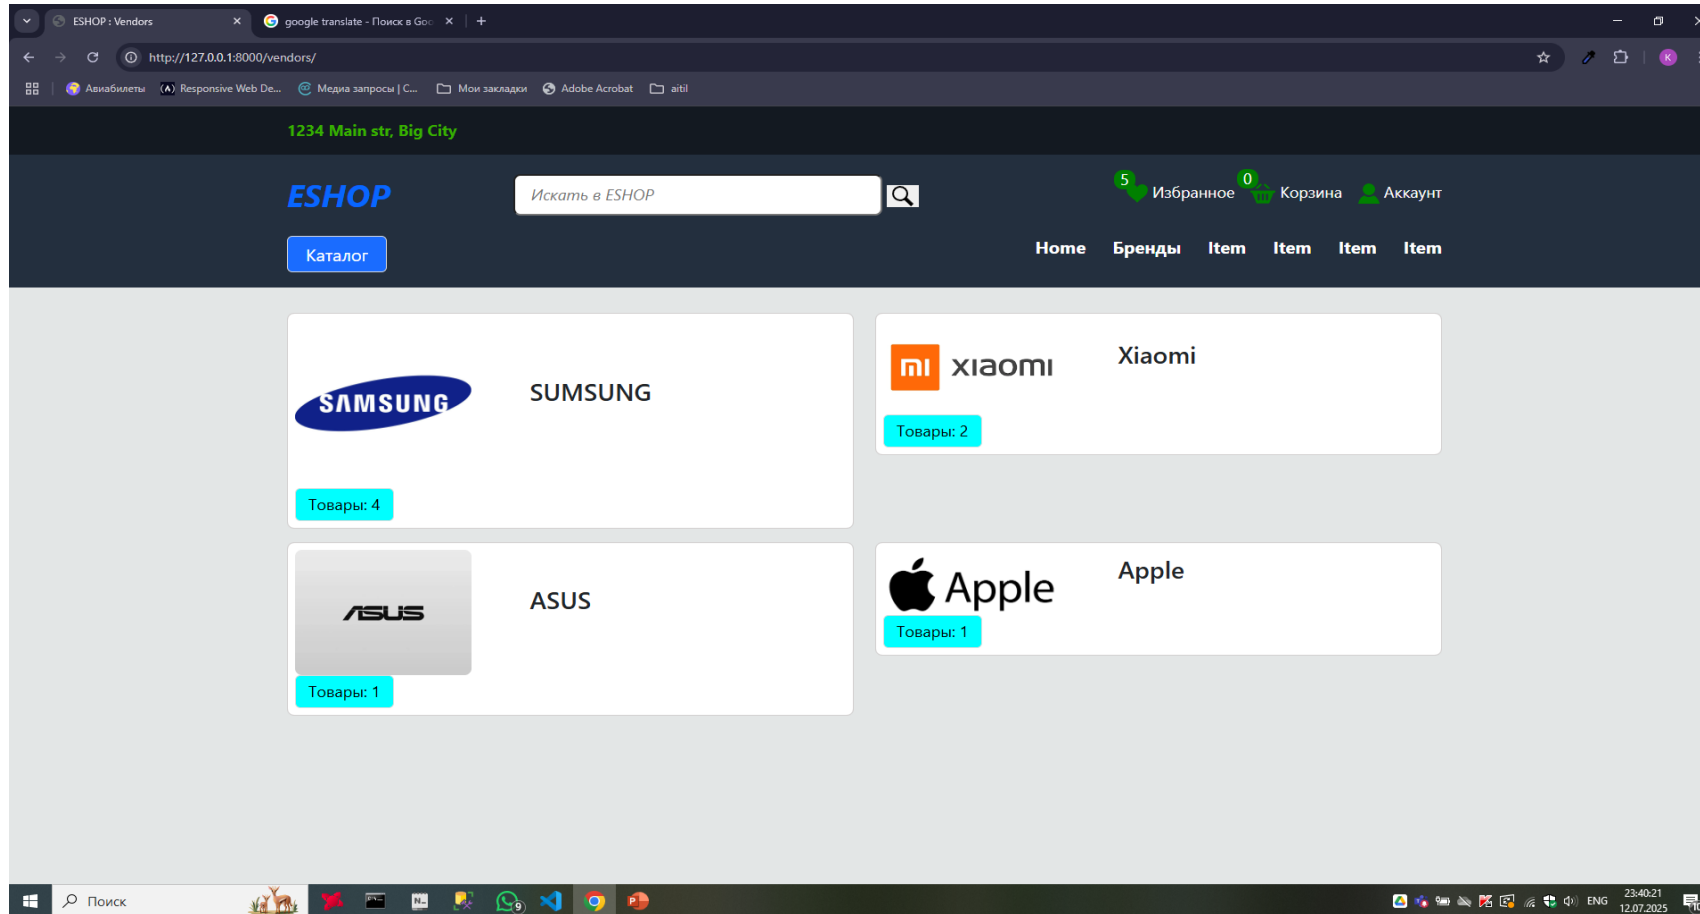 ESHOP : Vendors
google translate - Поиск в Goo
http://127.0.0.1:8000/vendors/
K
Авиабилеты
Responsive Web De...
Медиа запросы | С...
Мои закладки
Adobe Acrobat
aitil
1234 Main str, Big City
ESHOP
Искать в ESHOP
5 Избранное
0 Корзина
Аккаунт
Каталог
Home Бренды Item Item Item Item
SAMSUNG
SUMSUNG
Товары: 4
mi xiaomi
Xiaomi
Товары: 2
ASUS
ASUS
Товары: 1
Apple
Apple
Товары: 1
Поиск
9
ENG
23:40:21
12.07.2025